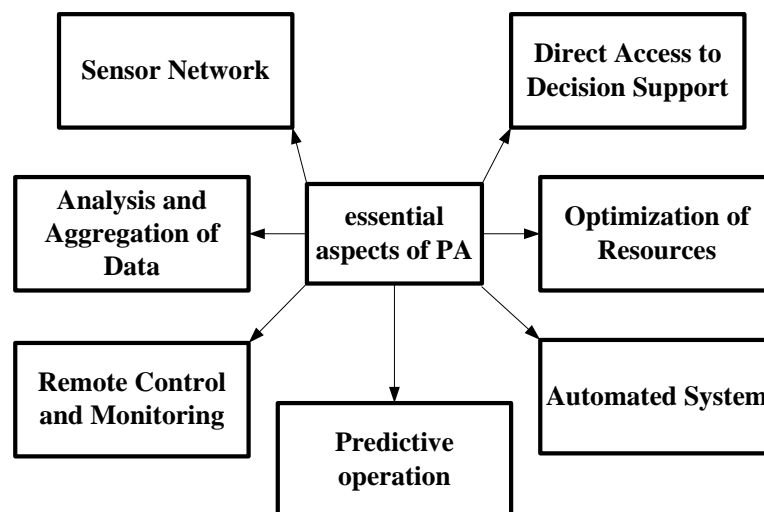 Sensor Network
Direct Access to
Decision Support
Analysis and
Aggregation of
Data
essential
aspects of PA
Optimization of
Resources
Remote Control
and Monitoring
Automated System
Predictive
operation